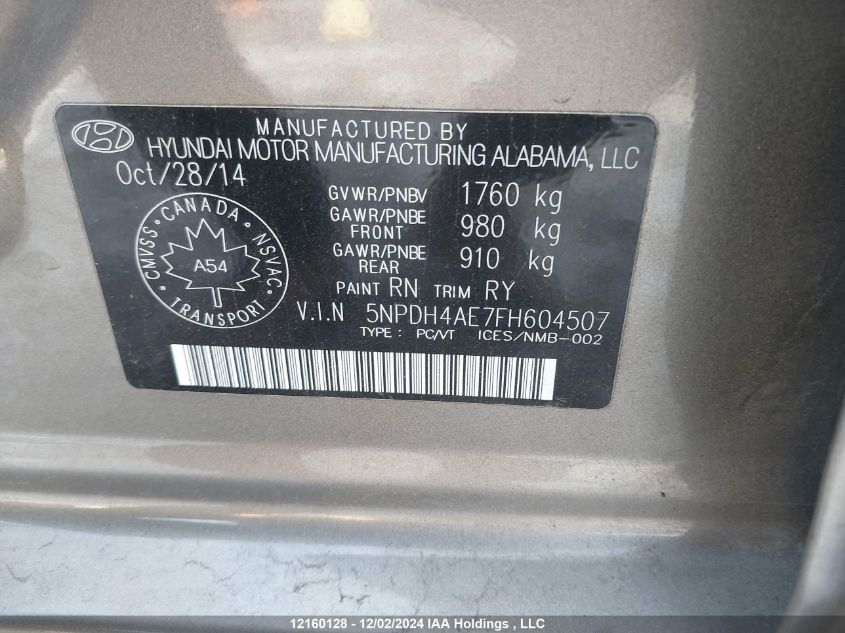 MANUFACTURED BY
HYUNDAI MOTOR MANUFACTURING ALABAMA, LLC
Oct/28/14
GVWR/PNBV 1760 kg
GAWR/PNBE FRONT 980 kg
GAWR/PNBE REAR 910 kg
CANADA
CMVSS • NSVAC
A54
TRANSPORT
PAINT RN TRIM RY
V.I.N 5NPDH4AE7FH604507
TYPE : PC/VT ICES/NMB-002
12160128 - 12/02/2024 IAA Holdings , LLC